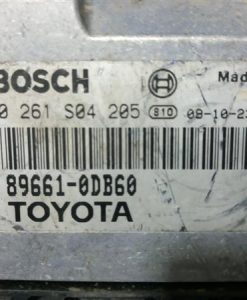 BOSCH Mad
0 261 S04 205 810 08-10-23
89661-0DB60
TOYOTA